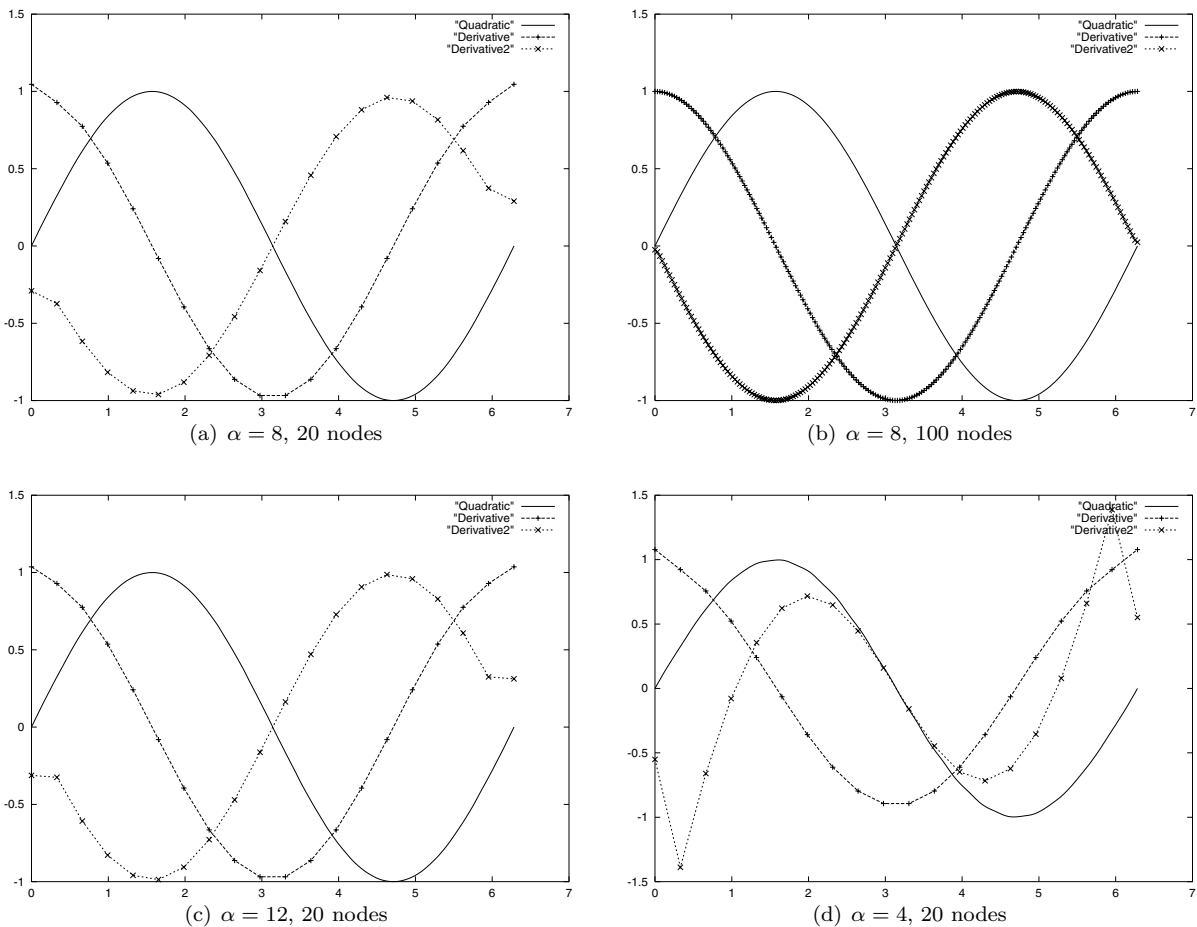 1.5
1
0.5
0
-0.5
-1
0 1 2 3 4 5 6 7
"Quadratic"
"Derivative"
"Derivative2"
(a) α = 8, 20 nodes
1.5
1
0.5
0
-0.5
-1
0 1 2 3 4 5 6 7
"Quadratic"
"Derivative"
"Derivative2"
(b) α = 8, 100 nodes
1.5
1
0.5
0
-0.5
-1
0 1 2 3 4 5 6 7
"Quadratic"
"Derivative"
"Derivative2"
(c) α = 12, 20 nodes
1.5
1
0.5
0
-0.5
-1
-1.5
0 1 2 3 4 5 6 7
"Quadratic"
"Derivative"
"Derivative2"
(d) α = 4, 20 nodes